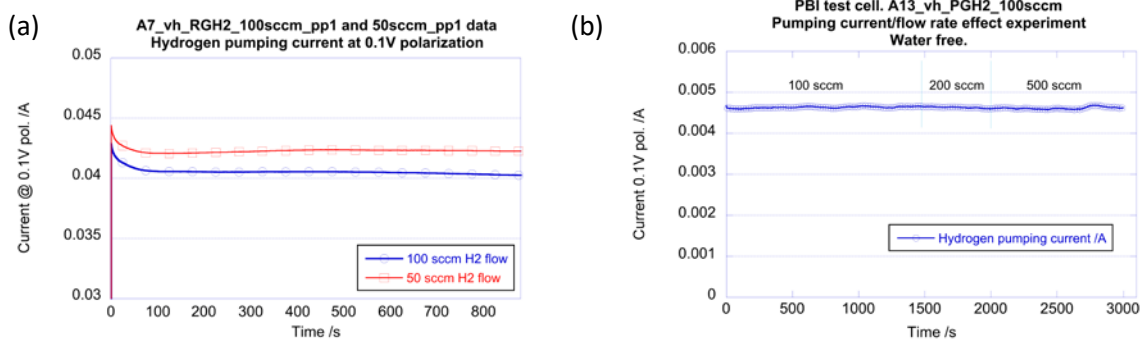 (a)
A7_vh_RGH2_100sccm_pp1 and 50sccm_pp1 data
Hydrogen pumping current at 0.1V polarization
Current @ 0.1V pol. /A
0.05
0.045
0.04
0.035
0.03
100 sccm H2 flow
50 sccm H2 flow
0
100
200
300
400
500
600
700
800
Time /s
(b)
PBI test cell. A13_vh_PGH2_100sccm
Pumping current/flow rate effect experiment
Water free.
Current 0.1V pol. /A
0.006
0.005
0.004
0.003
0.002
0.001
0
100 sccm
200 sccm
500 sccm
Hydrogen pumping current /A
0
500
1000
1500
2000
2500
3000
Time /s